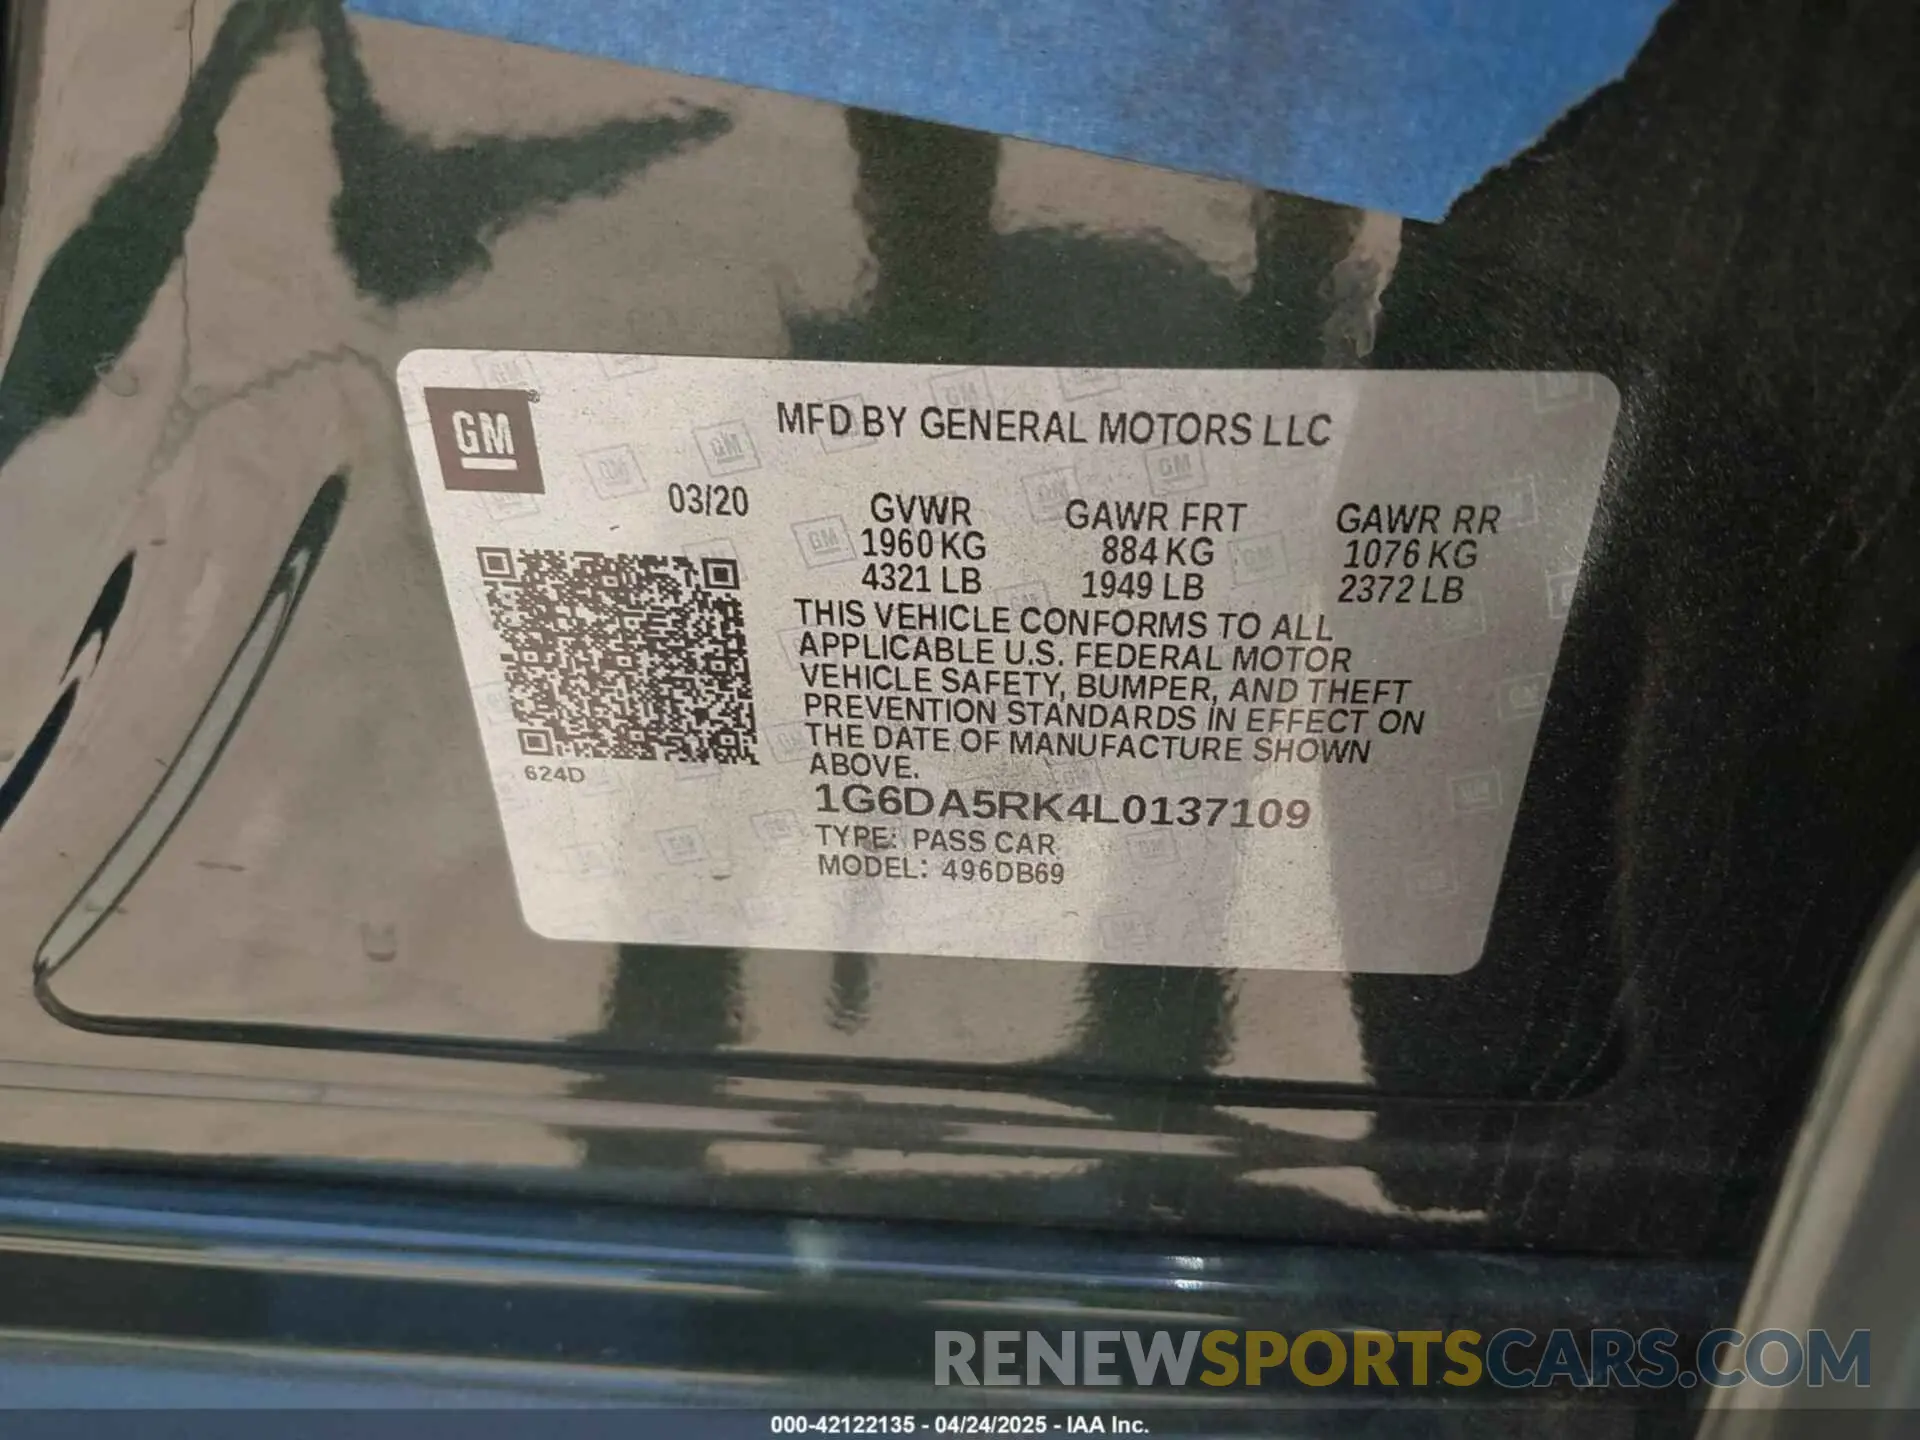 GM®
MFD BY GENERAL MOTORS LLC
03/20
GVWR GAWR FRT GAWR RR
1960 KG 884 KG 1076 KG
4321 LB 1949 LB 2372 LB
THIS VEHICLE CONFORMS TO ALL
APPLICABLE U.S. FEDERAL MOTOR
VEHICLE SAFETY, BUMPER, AND THEFT
PREVENTION STANDARDS IN EFFECT ON
THE DATE OF MANUFACTURE SHOWN
ABOVE.
624D
1G6DA5RK4L0137109
TYPE: PASS CAR
MODEL: 496DB69
RENEWSPORTSCARS.COM
000-42122135 - 04/24/2025 - IAA Inc.